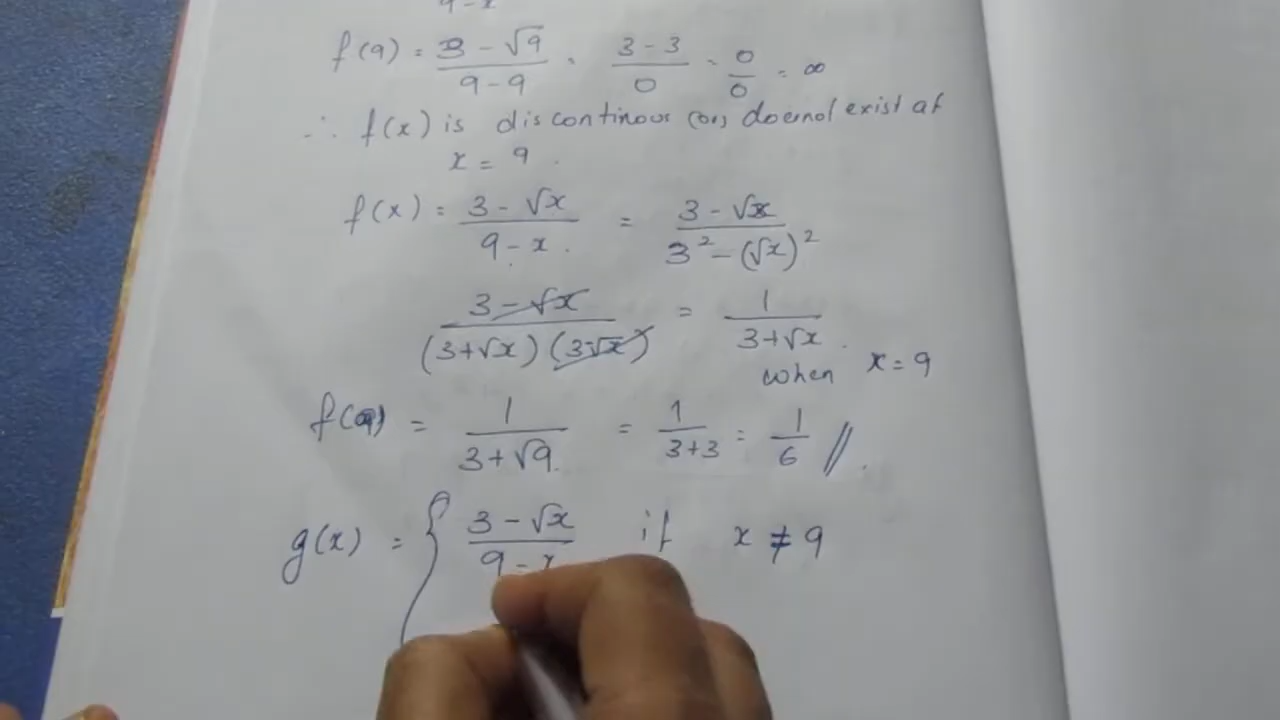 9-x
f(9) = 3-√9/9-9 = 3-3/0 = 0/0 = ∞
∴ f(x) is discontinous (or) doesnot exist at
x = 9.
f(x) = 3-√x/9-x. = 3-√x/3²-(√x)²
3-√x/(3+√x)(3-√x) = 1/3+√x.
when x=9
f(9) = 1/3+√9. = 1/3+3 = 1/6 //.
g(x) = { 3-√x/9-x if x ≠ 9